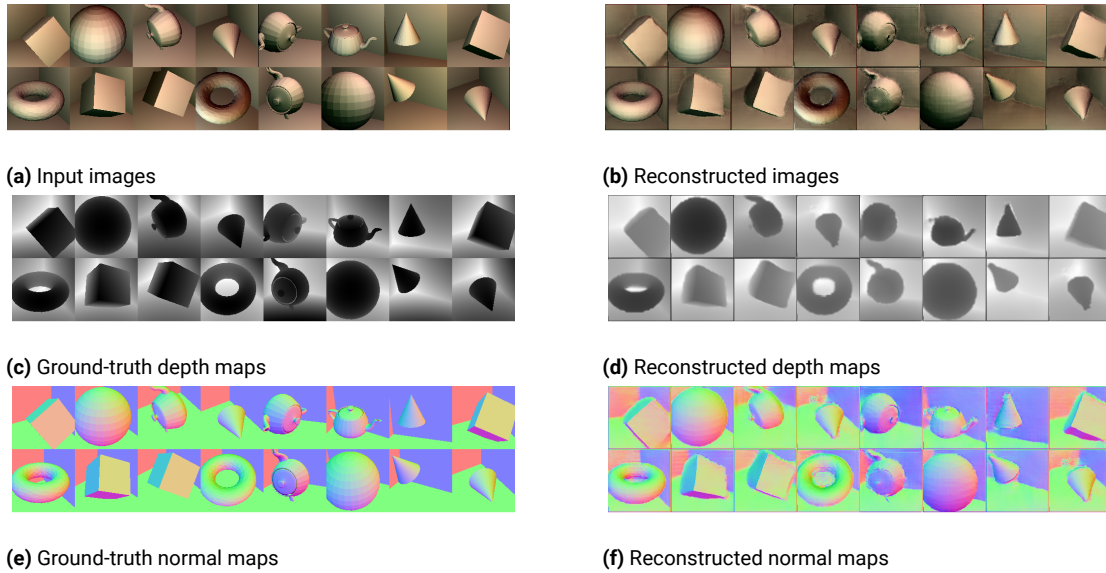 (a) Input images
(b) Reconstructed images
(c) Ground-truth depth maps
(d) Reconstructed depth maps
(e) Ground-truth normal maps
(f) Reconstructed normal maps